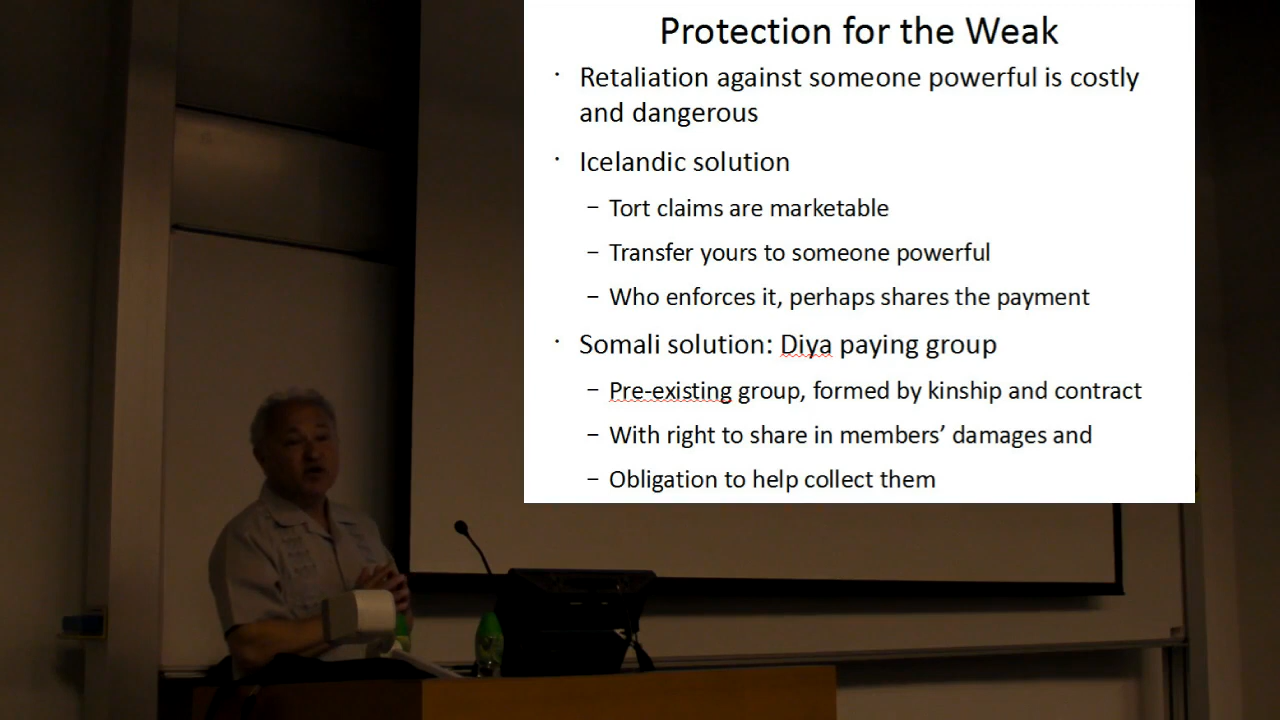 Protection for the Weak
· Retaliation against someone powerful is costly
and dangerous
· Icelandic solution
– Tort claims are marketable
– Transfer yours to someone powerful
– Who enforces it, perhaps shares the payment
· Somali solution: Diya paying group
– Pre-existing group, formed by kinship and contract
– With right to share in members’ damages and
– Obligation to help collect them